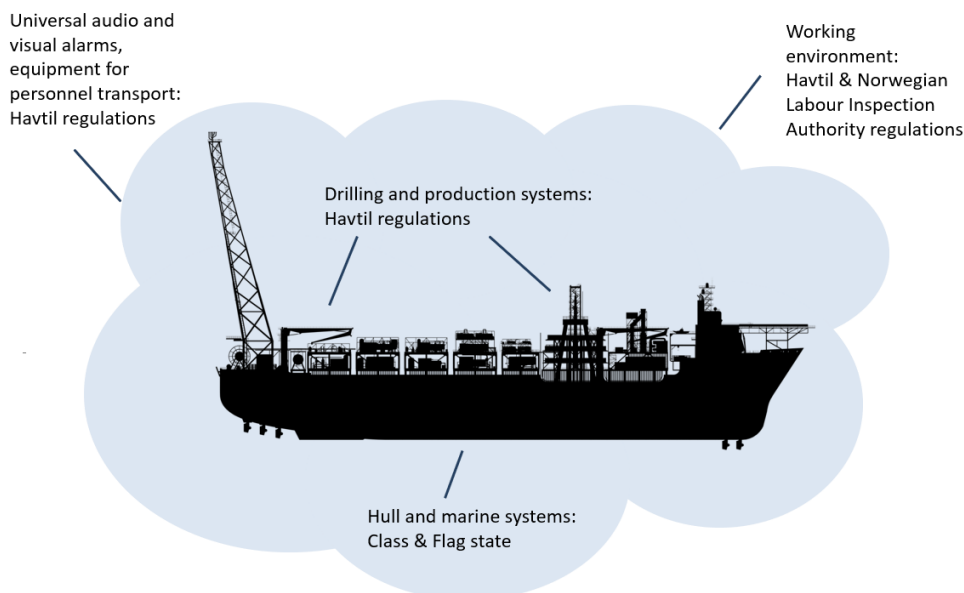 Universal audio and
visual alarms,
equipment for
personnel transport:
Havtil regulations
Working
environment:
Havtil & Norwegian
Labour Inspection
Authority regulations
Drilling and production systems:
Havtil regulations
Hull and marine systems:
Class & Flag state